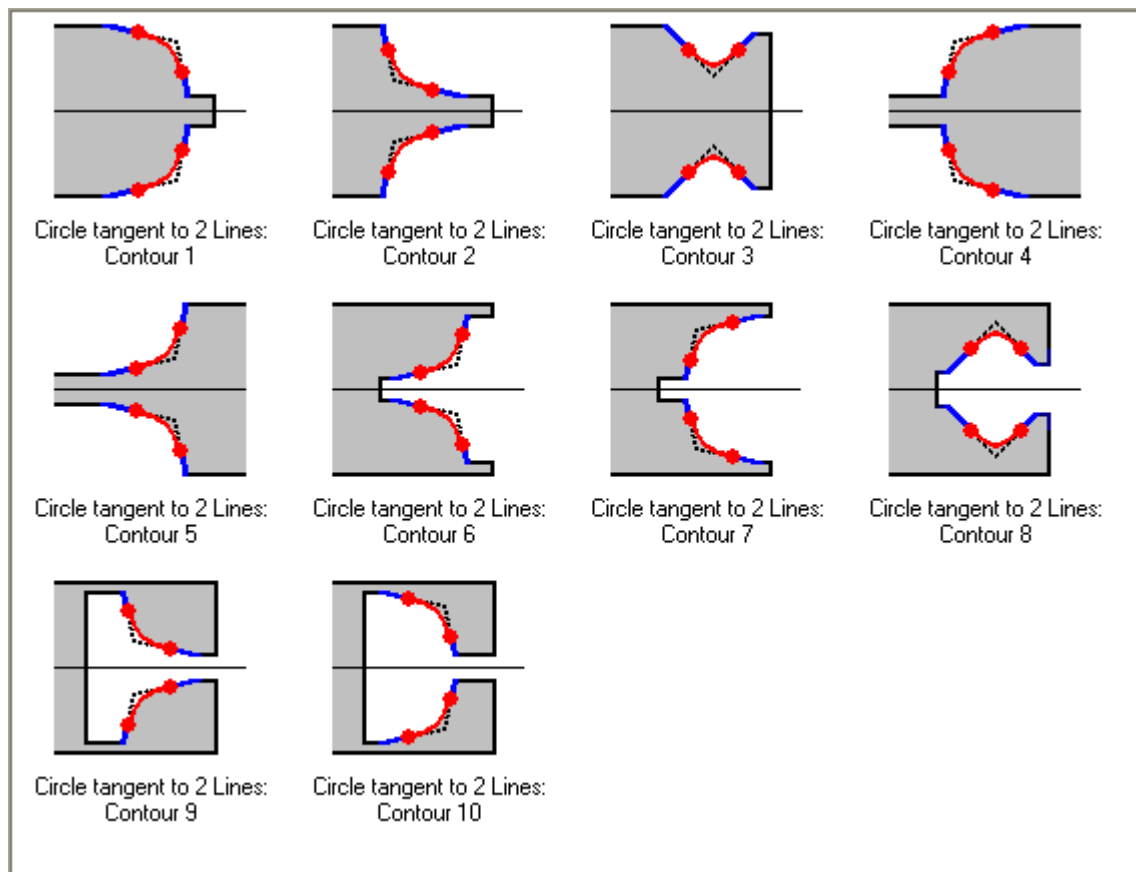 Circle tangent to 2 Lines:
Contour 1
Circle tangent to 2 Lines:
Contour 2
Circle tangent to 2 Lines:
Contour 3
Circle tangent to 2 Lines:
Contour 4
Circle tangent to 2 Lines:
Contour 5
Circle tangent to 2 Lines:
Contour 6
Circle tangent to 2 Lines:
Contour 7
Circle tangent to 2 Lines:
Contour 8
Circle tangent to 2 Lines:
Contour 9
Circle tangent to 2 Lines:
Contour 10